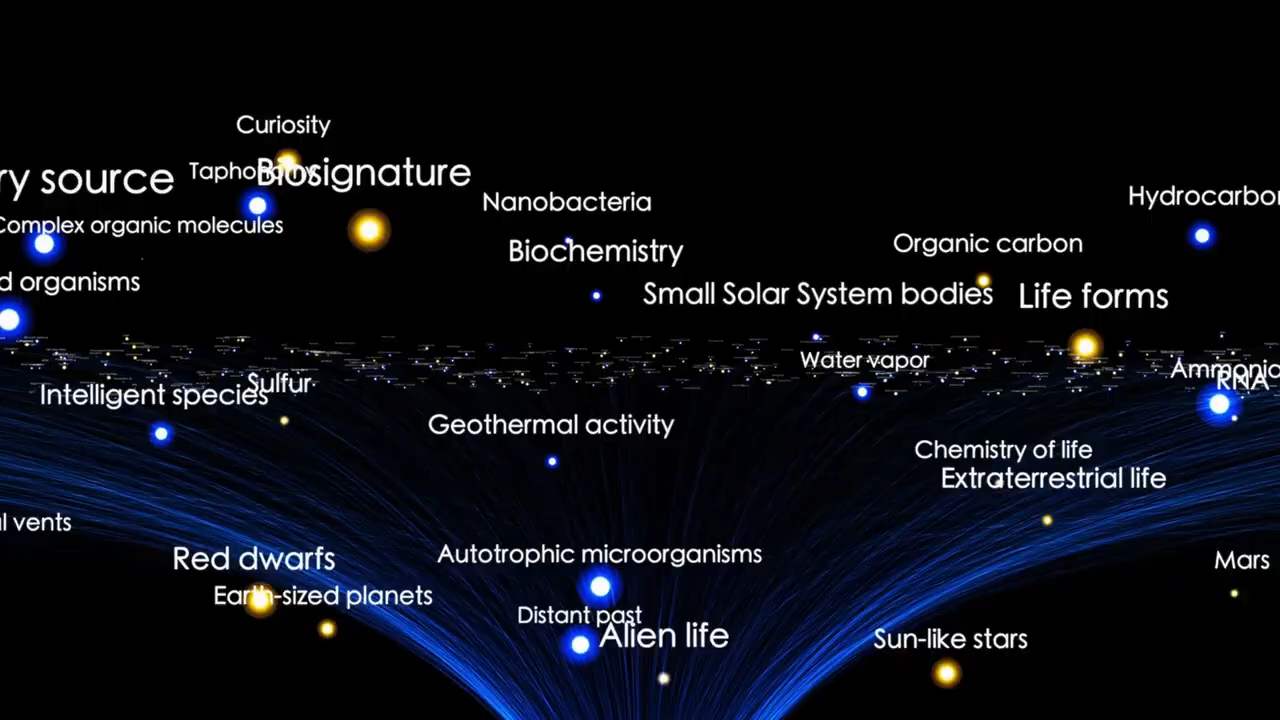 Curiosity
ry source
Taphonomy
Biosignature
Complex organic molecules
Nanobacteria
Hydrocarbon
Organic carbon
Biochemistry
d organisms
Small Solar System bodies
Life forms
Water vapor
Ammonia
RNA
Sulfur
Intelligent species
Geothermal activity
Chemistry of life
Extraterrestrial life
l vents
Autotrophic microorganisms
Red dwarfs
Mars
Earth-sized planets
Distant past
Alien life
Sun-like stars